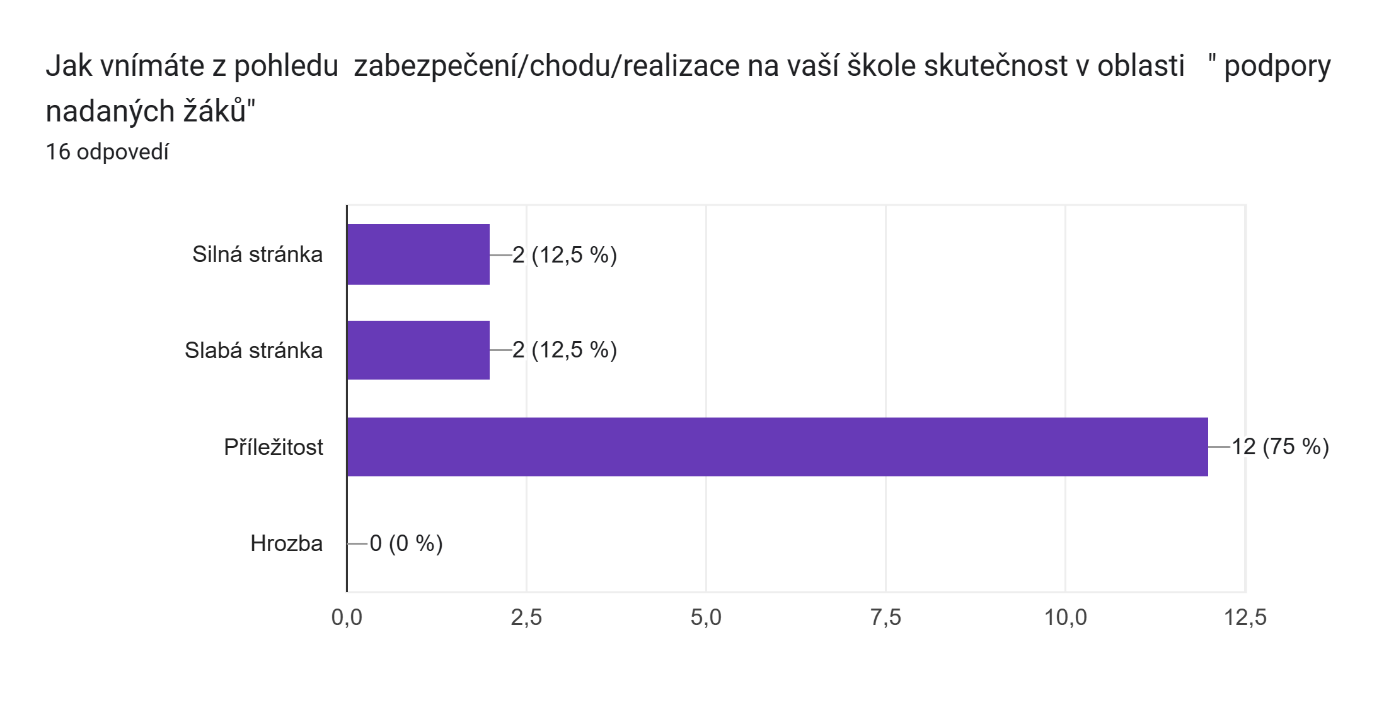 Jak vnímáte z pohledu  zabezpečení/chodu/realizace na vaší škole skutečnost v oblasti   " podpory
nadaných žáků"
16 odpovedí
Silná stránka
2 (12,5 %)
Slabá stránka
2 (12,5 %)
Příležitost
12 (75 %)
Hrozba
0 (0 %)
0,0 2,5 5,0 7,5 10,0 12,5